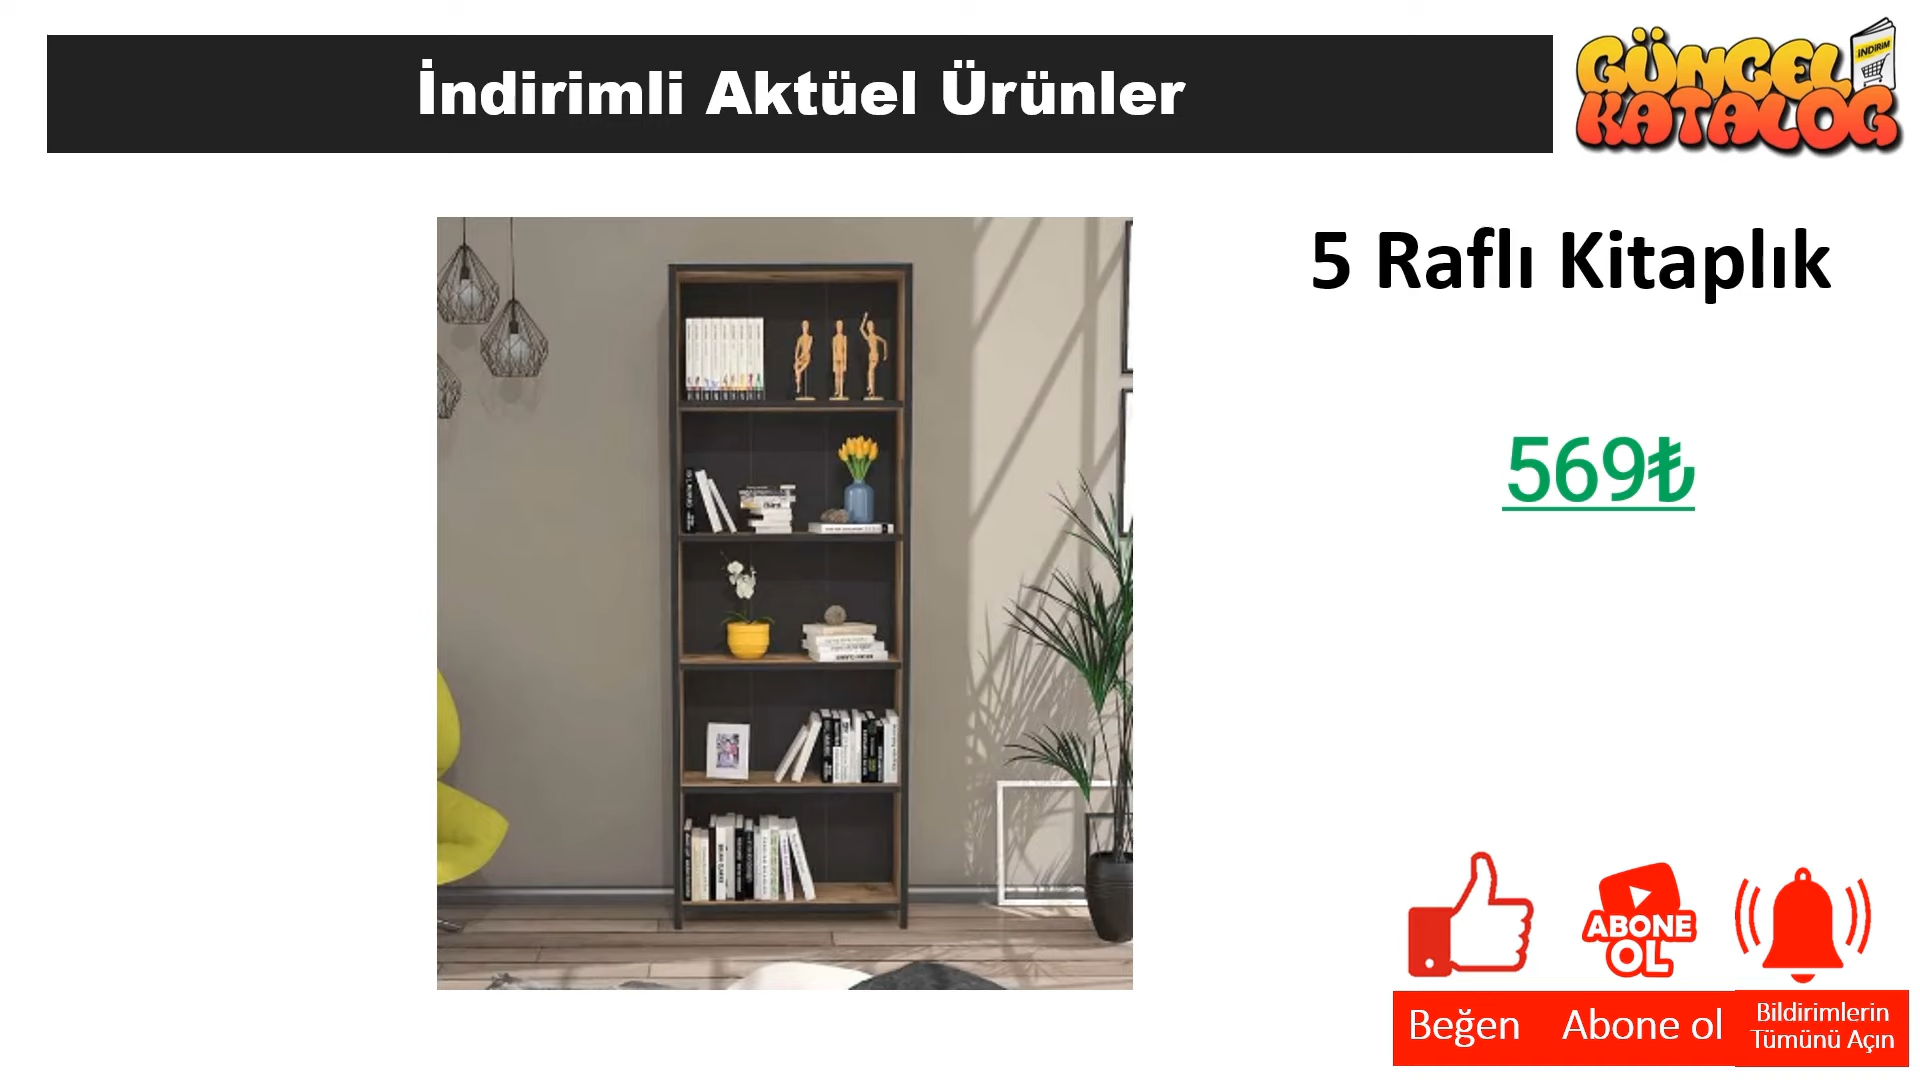 İndirimli Aktüel Ürünler
GÜNCEL
KATALOG
İNDİRİM
5 Raflı Kitaplık
569₺
ABONE
OL
Beğen
Abone ol
Bildirimlerin
Tümünü Açın